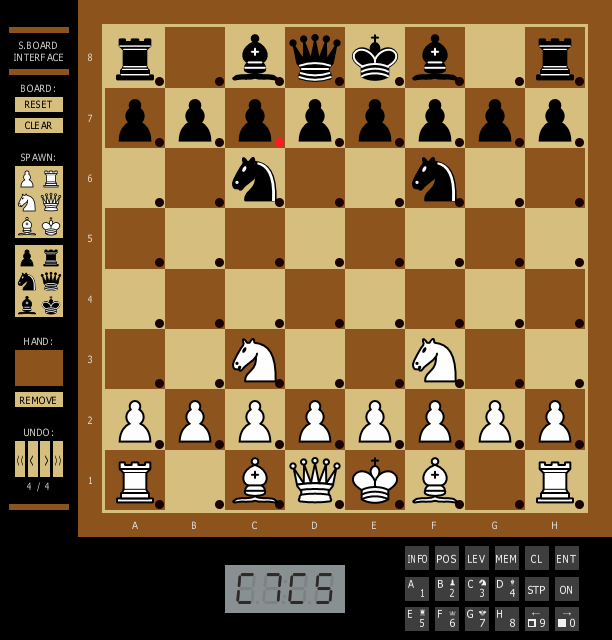 S.BOARD
INTERFACE
BOARD:
RESET
CLEAR
SPAWN:
HAND:
REMOVE
UNDO:
⟨⟨ ⟨ ⟩ ⟩⟩
4 / 4
8
7
6
5
4
3
2
1
A B C D E F G H
C7C5
INFO POS LEV MEM CL ENT
A 1 B 2 C 3 D 4 STP ON
E 5 F 6 G 7 H 8 ← 9 → 0